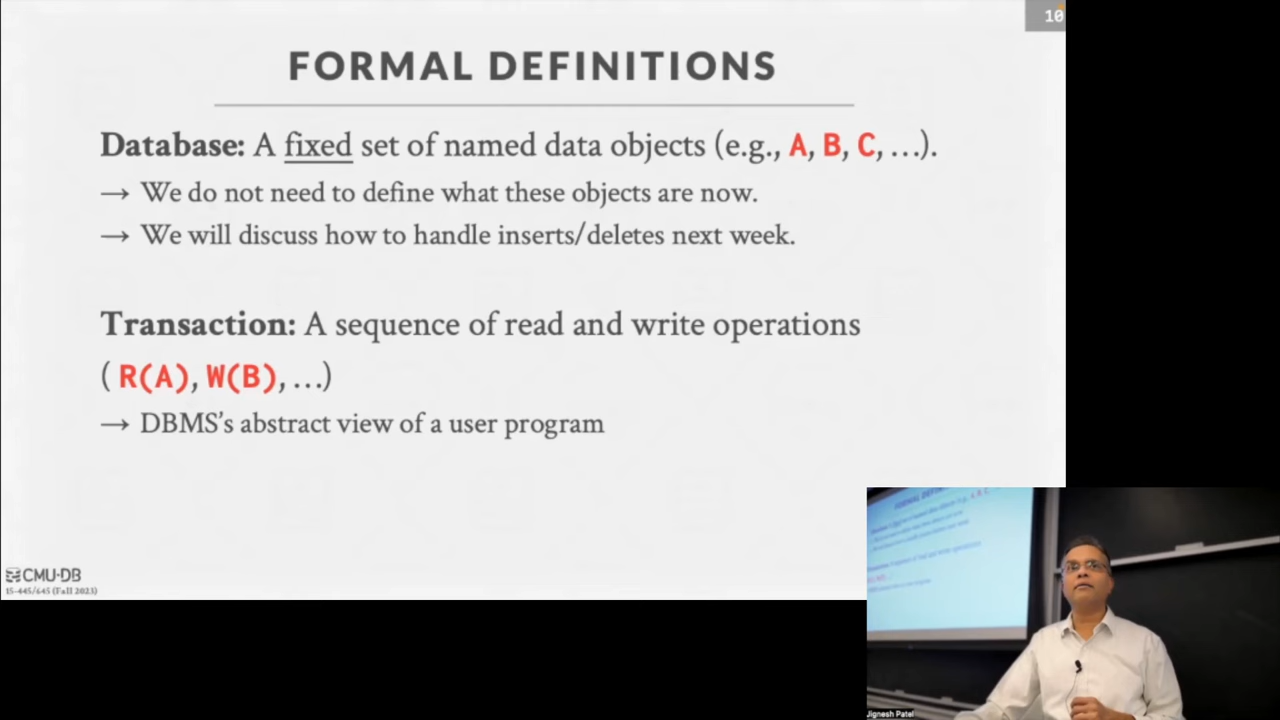 10
FORMAL DEFINITIONS
Database: A fixed set of named data objects (e.g., A, B, C, …).
→ We do not need to define what these objects are now.
→ We will discuss how to handle inserts/deletes next week.
Transaction: A sequence of read and write operations
( R(A), W(B), …)
→ DBMS’s abstract view of a user program
CMU·DB
15-445/645 (Fall 2023)
Jignesh Patel